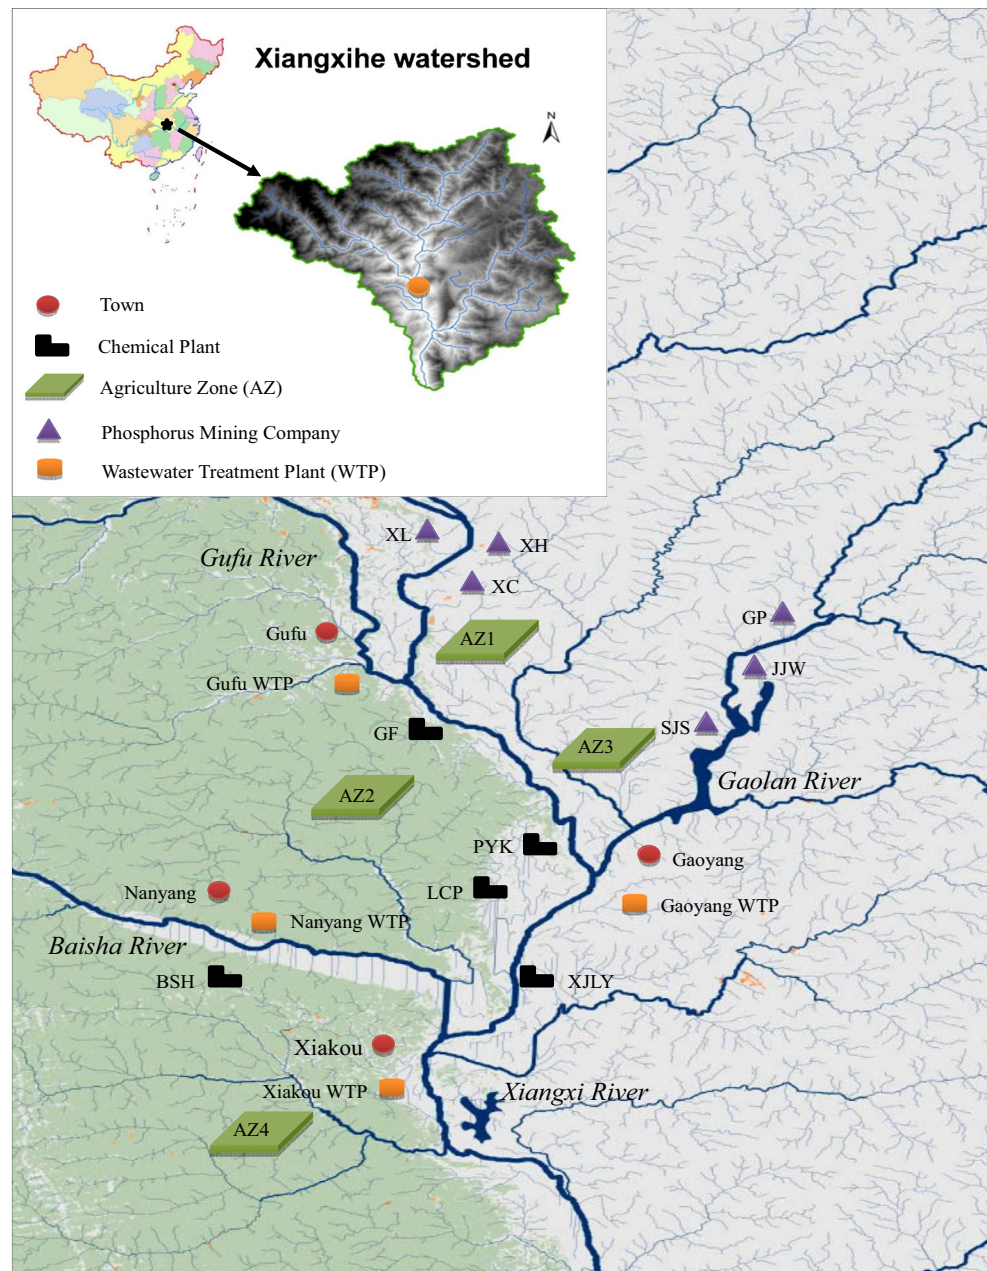 Xiangxihe watershed
N
Town
Chemical Plant
Agriculture Zone (AZ)
Phosphorus Mining Company
Wastewater Treatment Plant (WTP)
XL
XH
Gufu River
XC
GP
Gufu
AZ1
JJW
Gufu WTP
SJS
GF
AZ3
Gaolan River
AZ2
PYK
Gaoyang
Nanyang
LCP
Gaoyang WTP
Nanyang WTP
Baisha River
BSH
XJLY
Xiakou
Xiakou WTP
Xiangxi River
AZ4